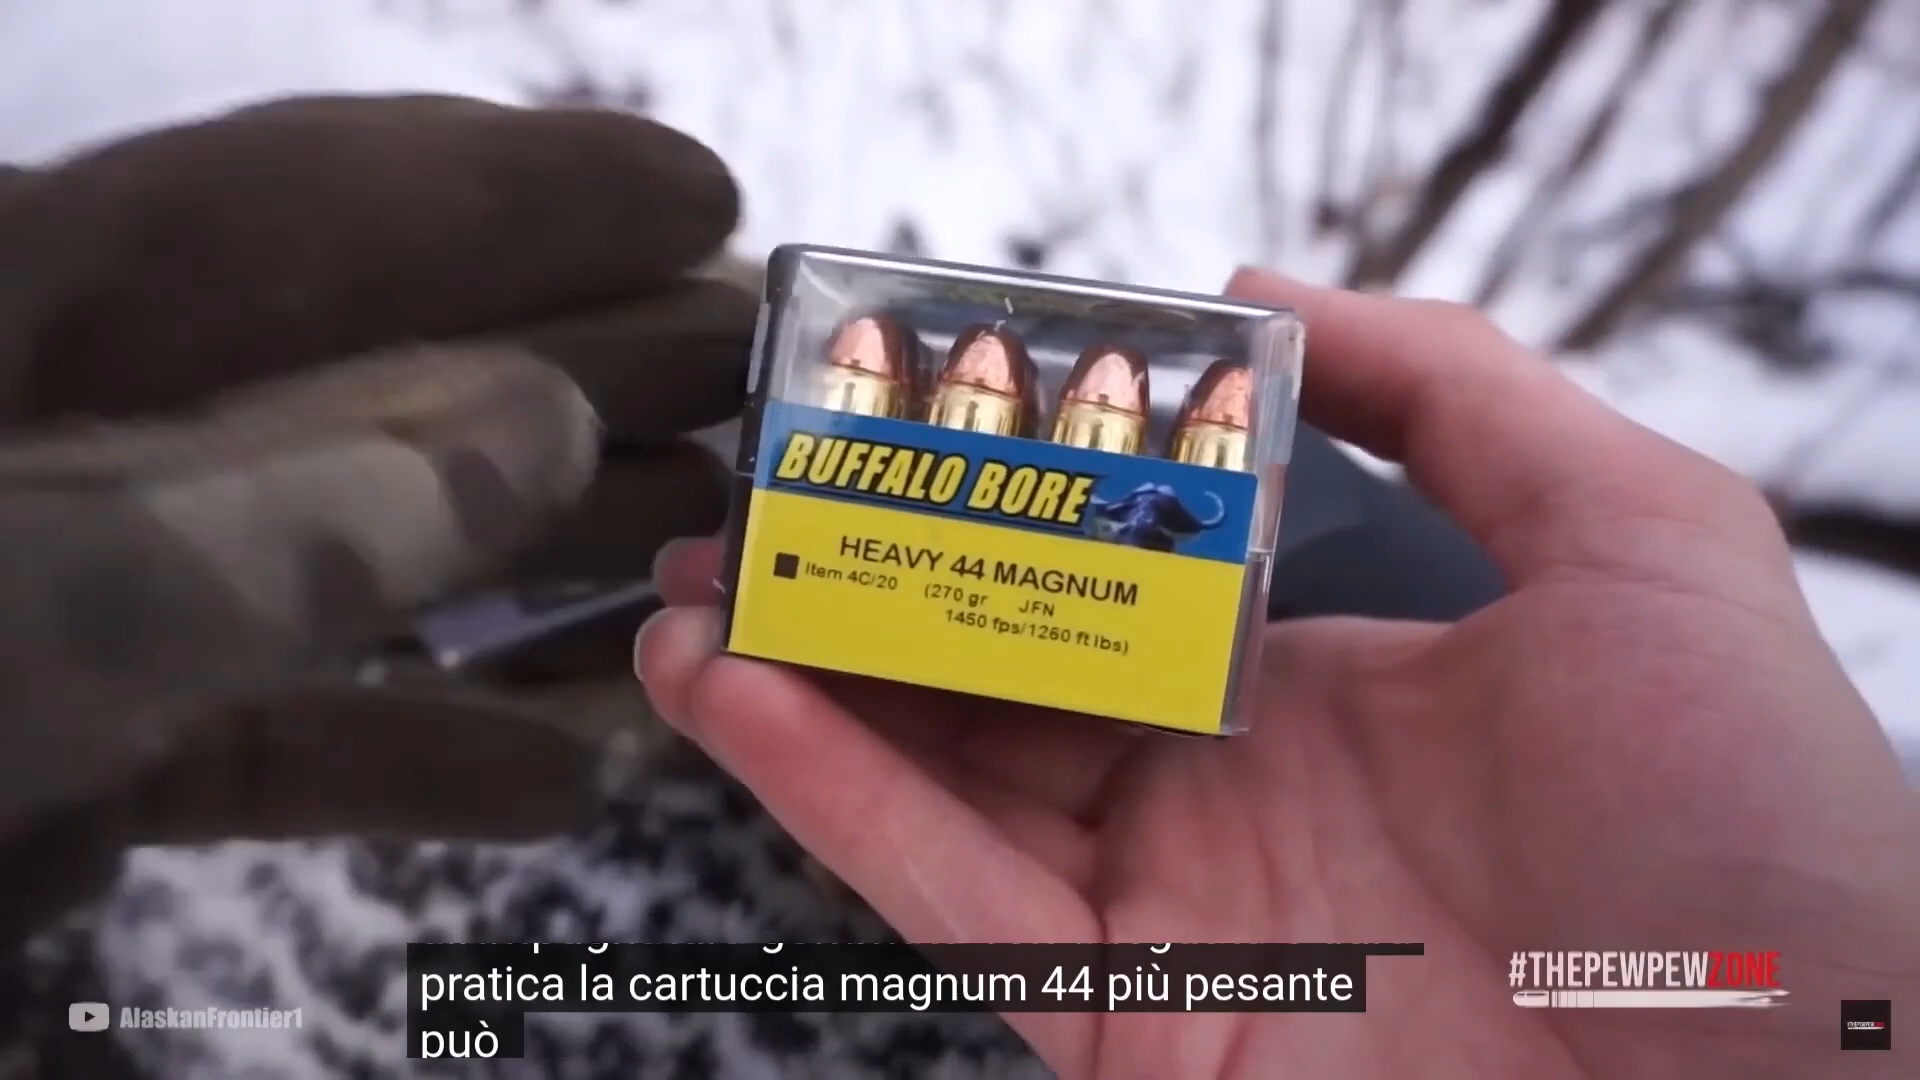 BUFFALO BORE
HEAVY 44 MAGNUM
Item 4C/20 (270 gr JFN
1450 fps/1260 ft lbs)
pratica la cartuccia magnum 44 più pesante
può
AlaskanFrontier1
#THEPEWPEWZONE